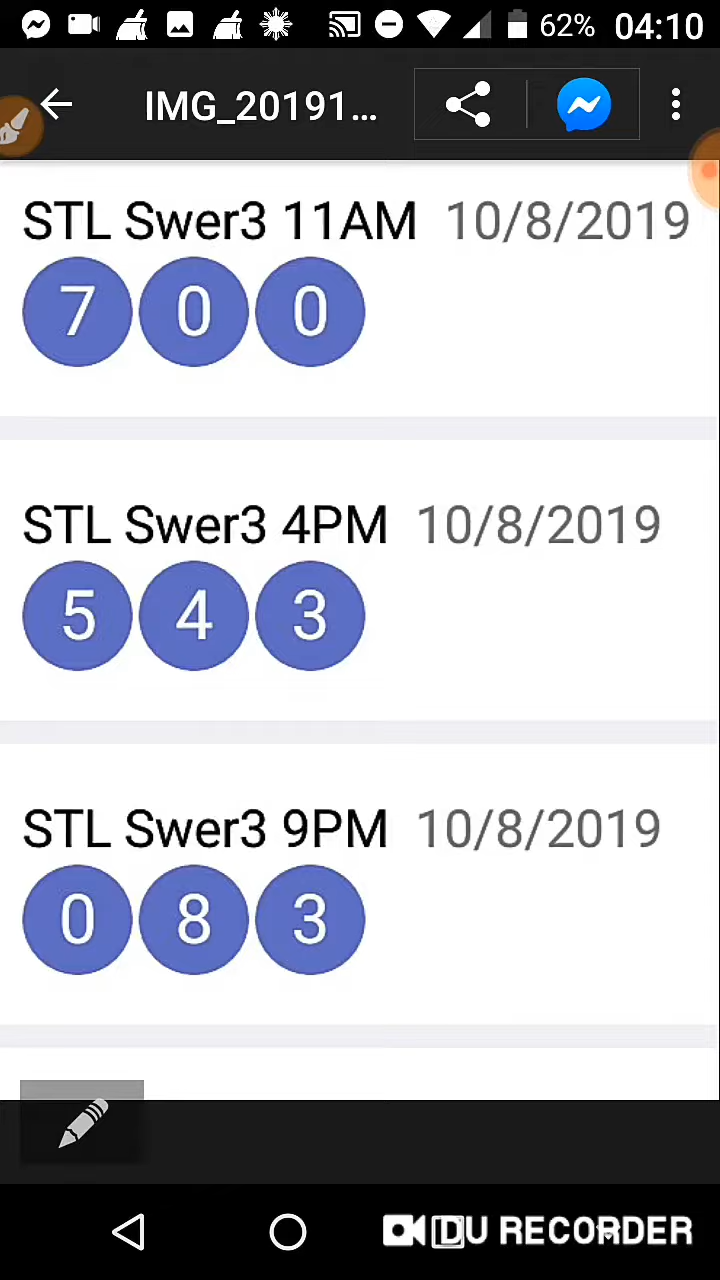 62% 04:10
IMG_20191...
STL Swer3 11AM 10/8/2019
7 0 0
STL Swer3 4PM 10/8/2019
5 4 3
STL Swer3 9PM 10/8/2019
0 8 3
DU RECORDER